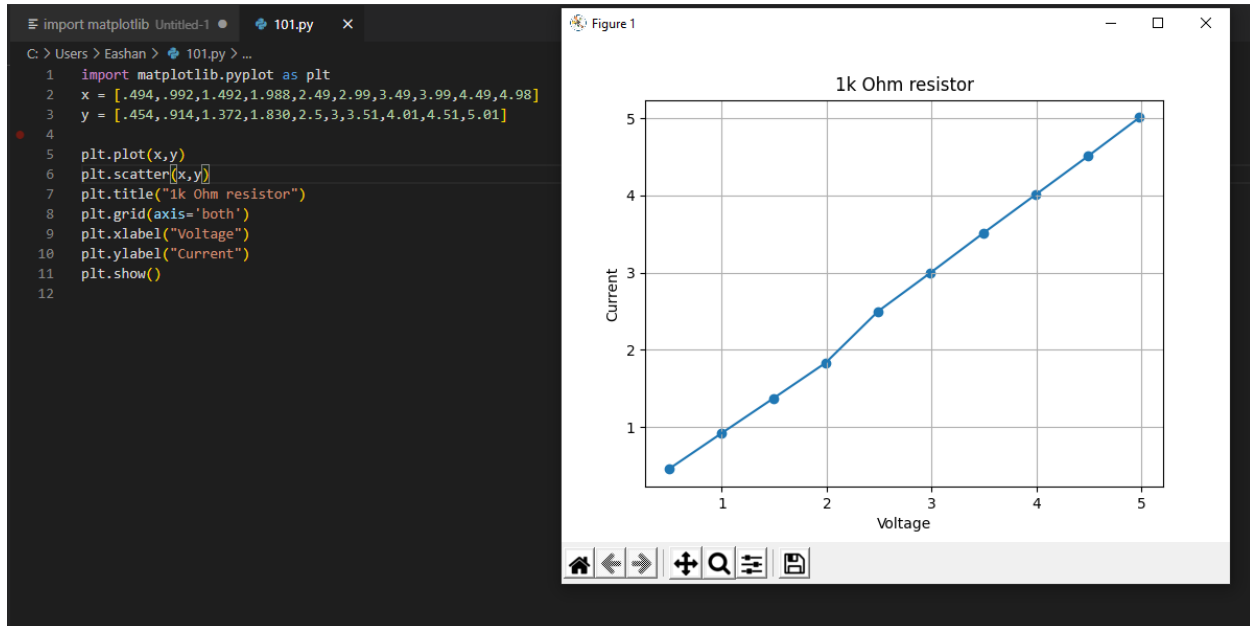 import matplotlib Untitled-1
101.py
C: > Users > Eashan > 101.py > ...
1 import matplotlib.pyplot as plt
2 x = [.494,.992,1.492,1.988,2.49,2.99,3.49,3.99,4.49,4.98]
3 y = [.454,.914,1.372,1.830,2.5,3,3.51,4.01,4.51,5.01]
4
5 plt.plot(x,y)
6 plt.scatter(x,y)
7 plt.title("1k Ohm resistor")
8 plt.grid(axis='both')
9 plt.xlabel("Voltage")
10 plt.ylabel("Current")
11 plt.show()
12
Figure 1
1k Ohm resistor
5
4
3
2
1
Current
1 2 3 4 5
Voltage